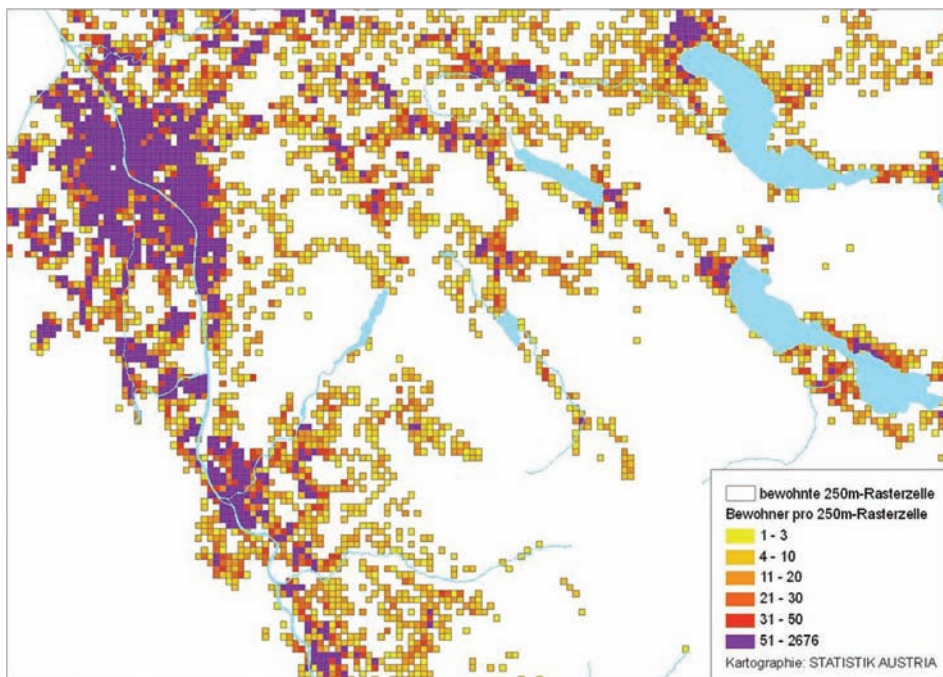 bewohnte 250m-Rasterzelle
Bewohner pro 250m-Rasterzelle
1 - 3
4 - 10
11 - 20
21 - 30
31 - 50
51 - 2676
Kartographie: STATISTIK AUSTRIA